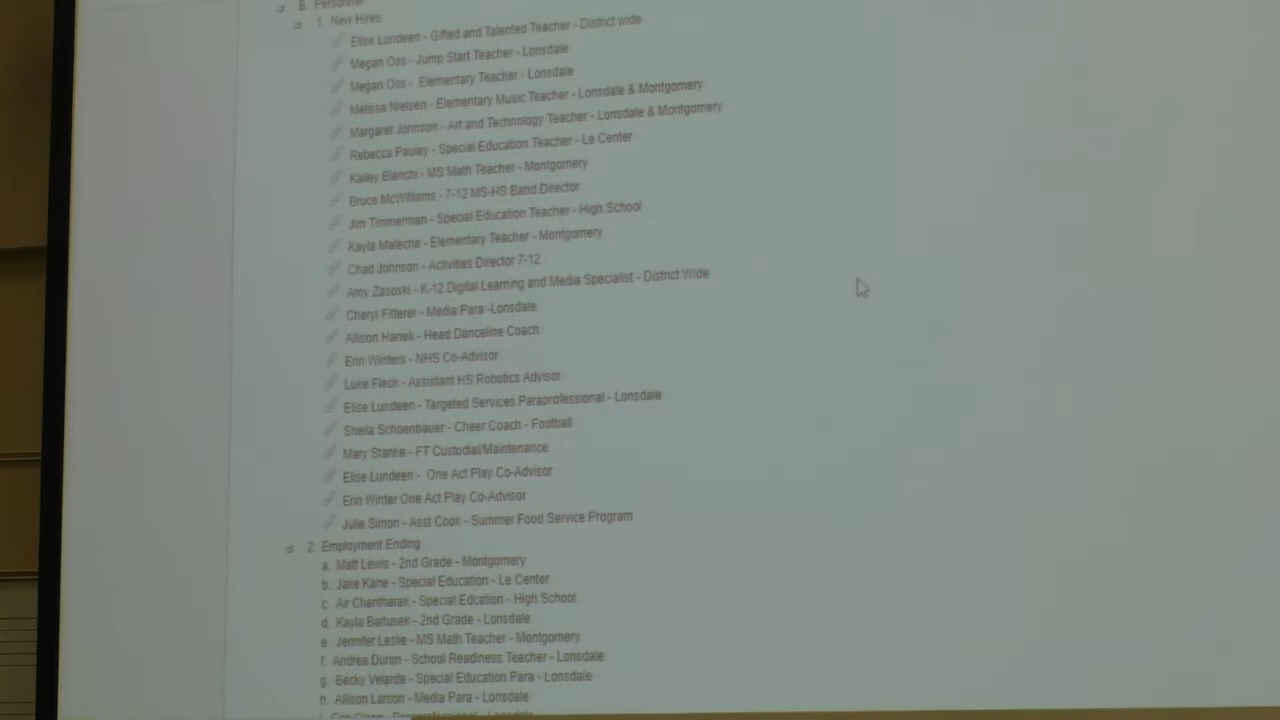 B. Personnel
1. New Hires
Elise Lundeen - Gifted and Talented Teacher - District wide
Megan Oss - Jump Start Teacher - Lonsdale
Megan Oss - Elementary Teacher - Lonsdale
Melissa Nielsen - Elementary Music Teacher - Lonsdale & Montgomery
Margaret Johnson - Art and Technology Teacher - Lonsdale & Montgomery
Rebecca Pauley - Special Education Teacher - Le Center
Kailey Bianchi - MS Math Teacher - Montgomery
Bruce McWilliams - 7-12 MS-HS Band Director
Jim Timmerman - Special Education Teacher - High School
Kayla Malecha - Elementary Teacher - Montgomery
Chad Johnson - Activities Director 7-12
Amy Zasoski - K-12 Digital Learning and Media Specialist - District Wide
Cheryl Fitterer - Media Para -Lonsdale
Allison Hanek - Head Danceline Coach
Erin Winters - NHS Co-Advisor
Luke Fleck - Assistant HS Robotics Advisor
Elise Lundeen - Targeted Services Paraprofessional - Lonsdale
Sheila Schoenbauer - Cheer Coach - Football
Mary Stanke - FT Custodial/Maintenance
Elise Lundeen - One Act Play Co-Advisor
Erin Winter One Act Play Co-Advisor
Julie Simon - Asst Cook - Summer Food Service Program
2. Employment Ending
a. Matt Lewis - 2nd Grade - Montgomery
b. Jake Kane - Special Education - Le Center
c. Air Chantharak - Special Edcation - High School
d. Kayla Bartusek - 2nd Grade - Lonsdale
e. Jennifer Leslie - MS Math Teacher - Montgomery
f. Andrea Duron - School Readiness Teacher - Lonsdale
g. Becky Velarde - Special Education Para - Lonsdale
h. Allison Larson - Media Para - Lonsdale